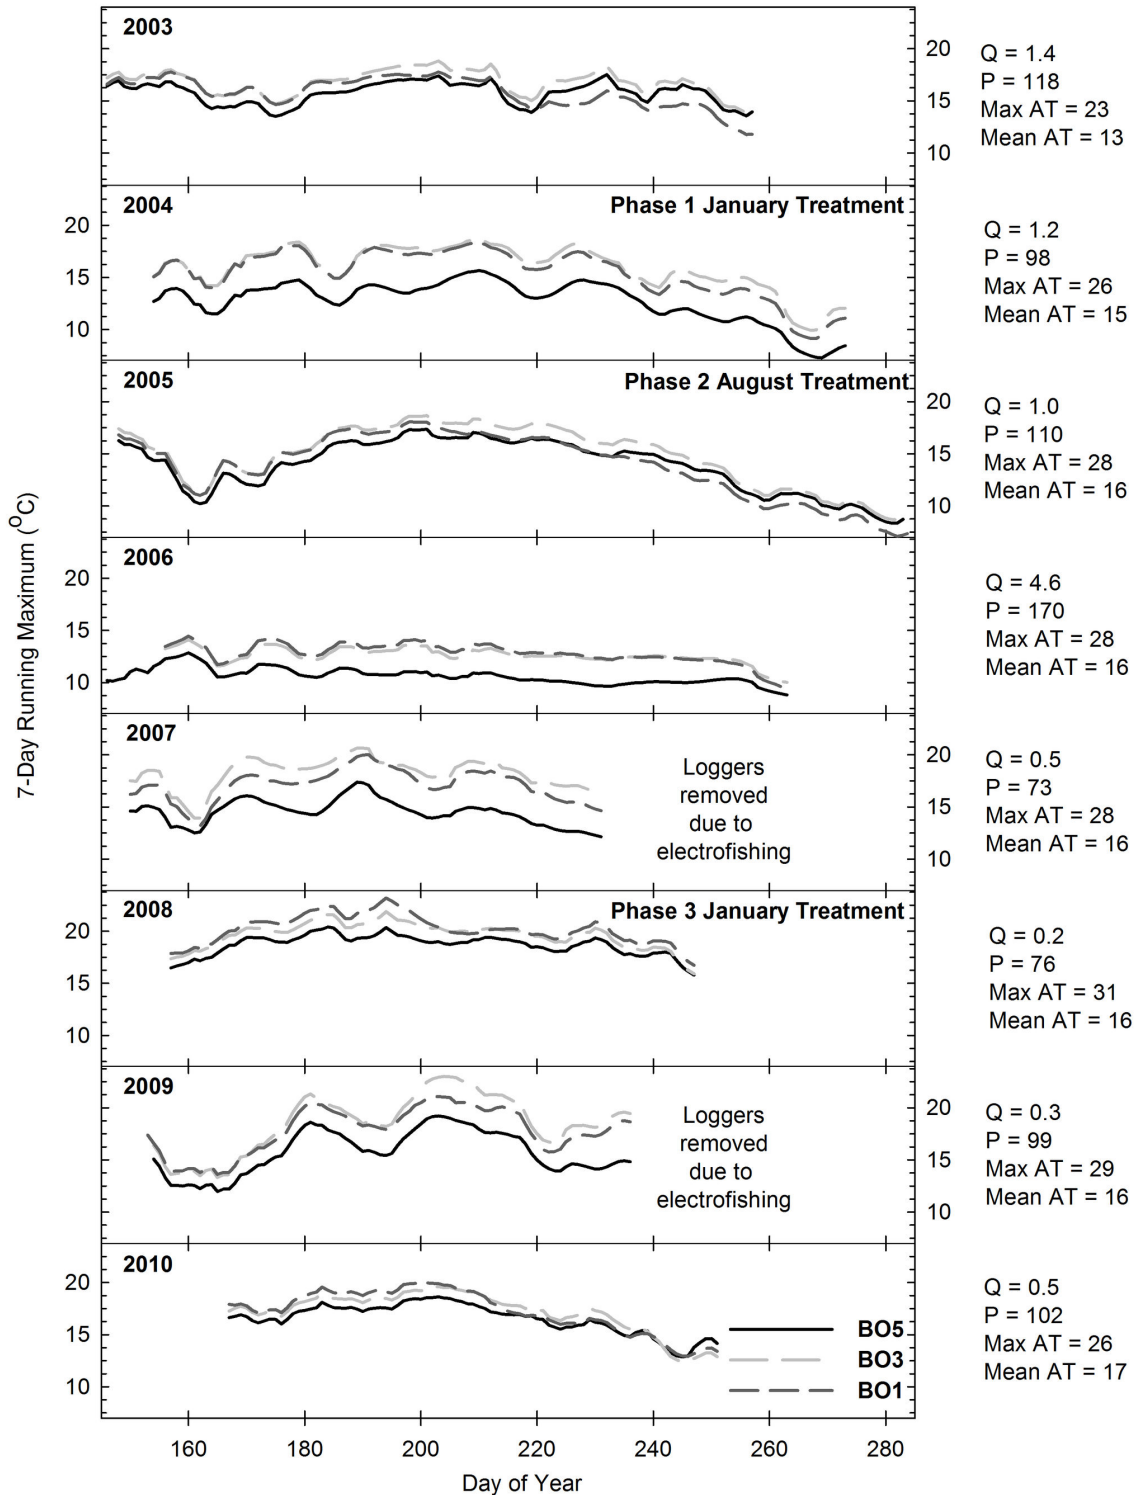 2003
20
15
10
Q = 1.4
P = 118
Max AT = 23
Mean AT = 13
2004
Phase 1 January Treatment
20
15
10
Q = 1.2
P = 98
Max AT = 26
Mean AT = 15
2005
Phase 2 August Treatment
20
15
10
Q = 1.0
P = 110
Max AT = 28
Mean AT = 16
7-Day Running Maximum (°C)
2006
20
15
10
Q = 4.6
P = 170
Max AT = 28
Mean AT = 16
2007
Loggers
removed
due to
electrofishing
20
15
10
Q = 0.5
P = 73
Max AT = 28
Mean AT = 16
2008
Phase 3 January Treatment
20
15
10
Q = 0.2
P = 76
Max AT = 31
Mean AT = 16
2009
Loggers
removed
due to
electrofishing
20
15
10
Q = 0.3
P = 99
Max AT = 29
Mean AT = 16
2010
20
15
10
BO5
BO3
BO1
Q = 0.5
P = 102
Max AT = 26
Mean AT = 17
160 180 200 220 240 260 280
Day of Year